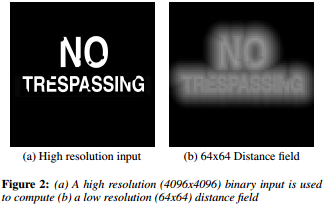 NO
TRESPASSING
NO
TRESPASSING
(a) High resolution input
(b) 64x64 Distance field
Figure 2: (a) A high resolution (4096x4096) binary input is used
to compute (b) a low resolution (64x64) distance field